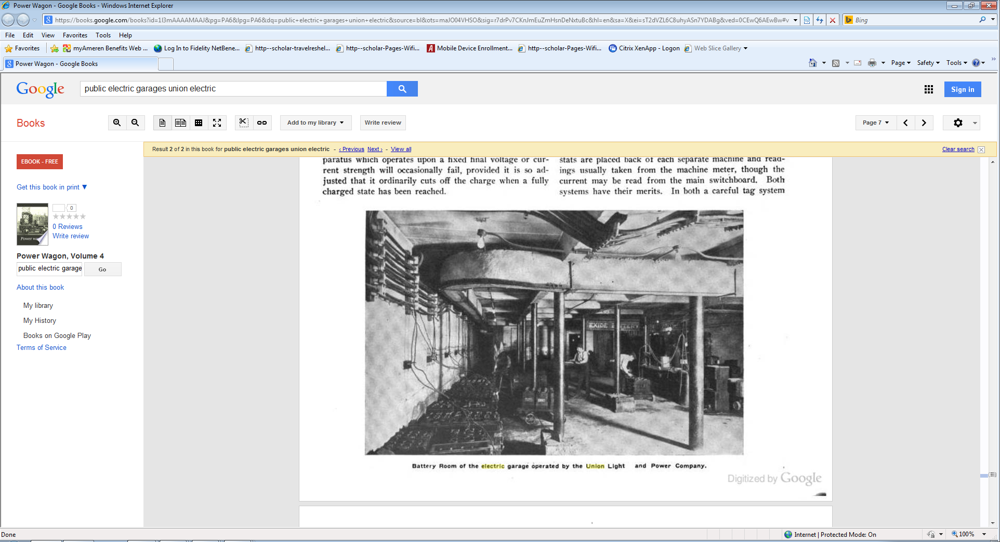 Power Wagon - Google Books - Windows Internet Explorer
https://books.google.com/books?id=1I3mAAAAMAAJ&pg=PA6&lpg=PA6&dq=public+electric+garages+union+electric&source=bl&ots=maJO04VHSO&sig=r7drPv7CKnJmEuZmHsnDeNxtuBc&hl=en&sa=X&ei=sT2dVZL6C8uhyASn7YDABg&ved=0CEwQ6AEwBw#v
Bing
File Edit View Favorites Tools Help
Favorites myAmeren Benefits Web ... Log In to Fidelity NetBene... http--scholar-travelreshel... http--scholar-Pages-Wifi... Mobile Device Enrollment... http--scholar-Pages-Wifi... Citrix XenApp - Logon Web Slice Gallery
Power Wagon - Google Books
Page Safety Tools
Google
public electric garages union electric
Sign in
Books
Add to my library
Write review
Page 7
Result 2 of 2 in this book for public electric garages union electric - ‹ Previous Next › - View all
Clear search
EBOOK - FREE
Get this book in print ▼
0
0 Reviews
Write review
Power Wagon, Volume 4
public electric garage
Go
About this book
My library
My History
Books on Google Play
Terms of Service
paratus which operates upon a fixed final voltage or cur-
rent strength will occasionally fail, provided it is so ad-
justed that it ordinarily cuts off the charge when a fully
charged state has been reached.
stats are placed back of each separate machine and read-
ings usually taken from the machine meter, though the
current may be read from the main switchboard. Both
systems have their merits. In both a careful tag system
EXIDE BATTERY
Battery Room of the electric garage operated by the Union Light and Power Company.
Digitized by Google
Done
Internet | Protected Mode: On
100%